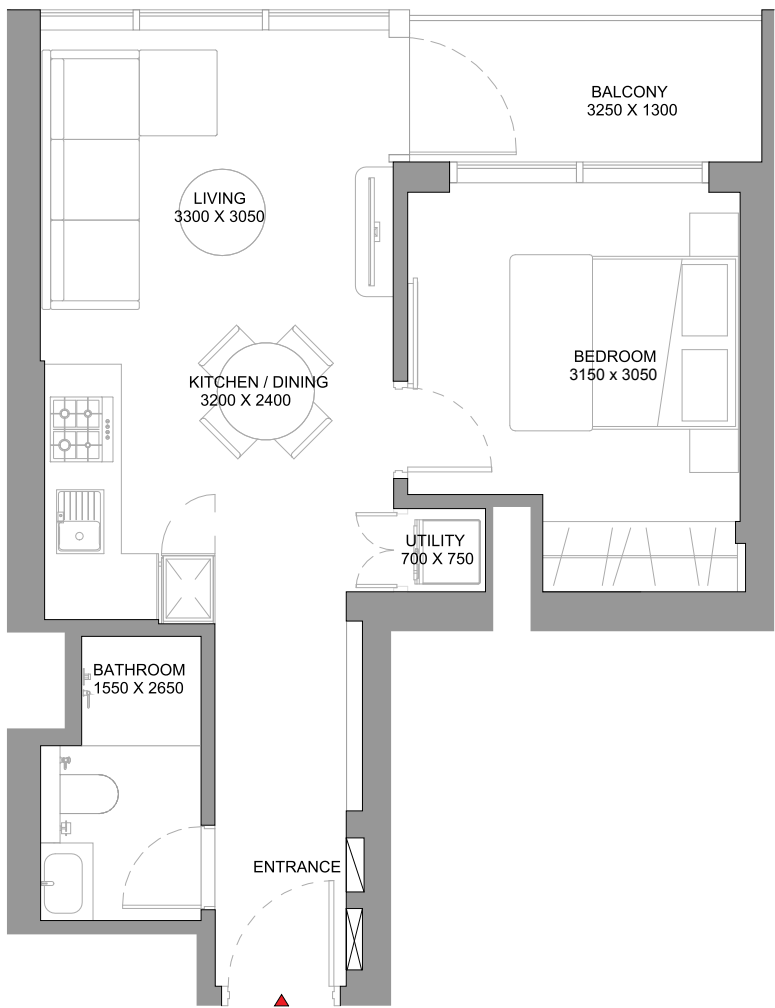 BALCONY
3250 X 1300
LIVING
3300 X 3050
BEDROOM
3150 x 3050
KITCHEN / DINING
3200 X 2400
UTILITY
700 X 750
BATHROOM
1550 X 2650
ENTRANCE